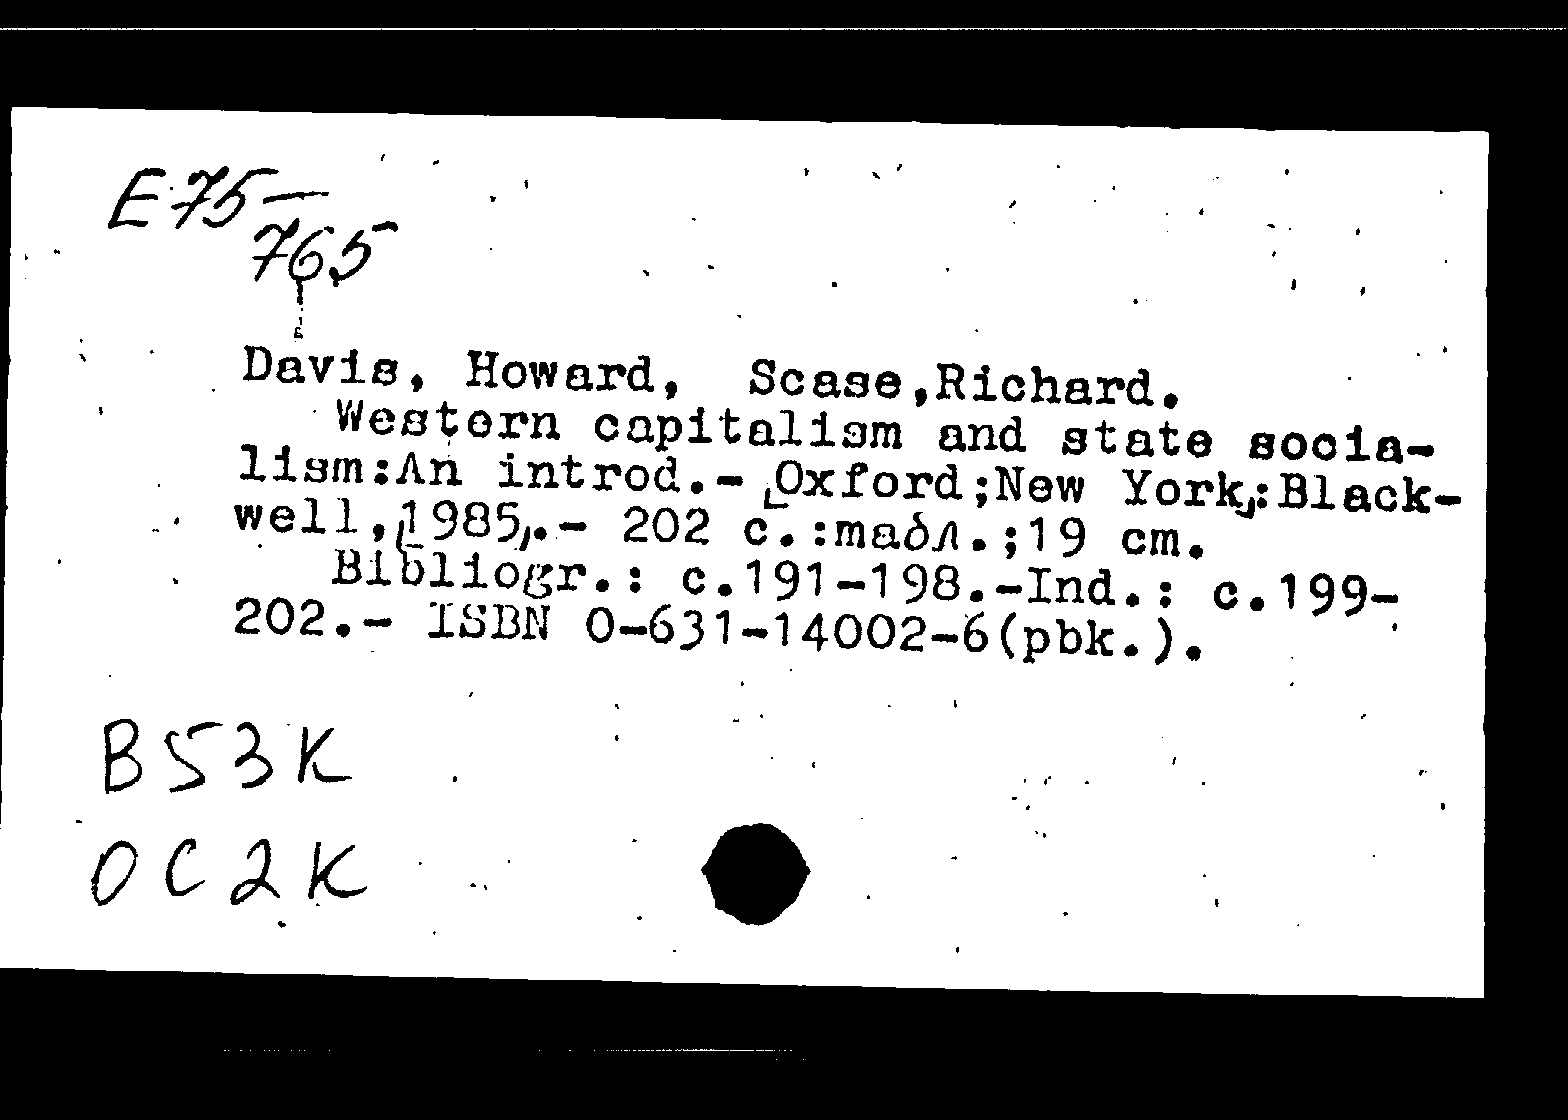 E75-
765
Davis, Howard, Scase,Richard.
Western capitalism and state socia-
lism:An introd.- [Oxford;New York]:Black-
well,[1985].- 202 с.:табл.;19 cm.
Bibliogr.: c.191-198.-Ind.: c.199-
202.- ISBN 0-631-14002-6(pbk.).
B53K
OC2K